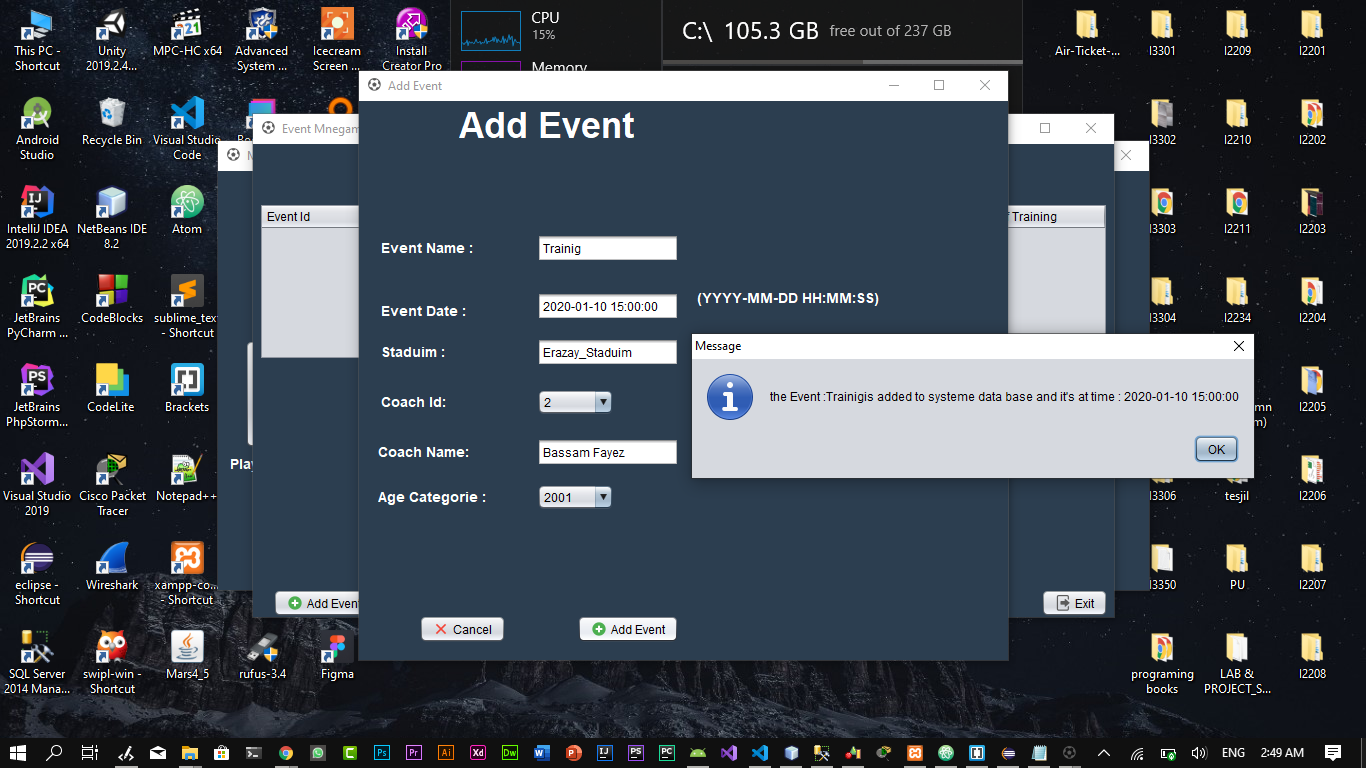 This PC -
Shortcut
Unity
2019.2.4...
MPC-HC x64
Advanced
System ...
Icecream
Screen ...
Install
Creator Pro
CPU
15%
Memory
C:\ 105.3 GB free out of 237 GB
Air-Ticket-...
I3301
I2209
I2201
Add Event
Add Event
Event Mnegam
Android
Studio
Recycle Bin
Visual Studio
Code
I3302
I2210
I2202
IntelliJ IDEA
2019.2.2 x64
NetBeans IDE
8.2
Atom
Event Id
Training
I3303
I2211
I2203
Event Name :
Trainig
Event Date :
2020-01-10 15:00:00
(YYYY-MM-DD HH:MM:SS)
JetBrains
PyCharm ...
CodeBlocks
sublime_text
- Shortcut
I3304
I2234
I2204
Staduim :
Erazay_Staduim
Message
the Event :Trainigis added to systeme data base and it's at time : 2020-01-10 15:00:00
OK
Coach Id:
2
JetBrains
PhpStorm...
CodeLite
Brackets
mn
m)
I2205
Coach Name:
Bassam Fayez
Play
Age Categorie :
2001
Visual Studio
2019
Cisco Packet
Tracer
Notepad++
I3306
tesjil
I2206
eclipse -
Shortcut
Wireshark
xampp-co...
- Shortcut
I3350
PU
I2207
Add Event
Exit
Cancel
Add Event
SQL Server
2014 Mana...
swipl-win -
Shortcut
Mars4_5
rufus-3.4
Figma
programing
books
LAB &
PROJECT_S...
I2208
ENG
2:49 AM